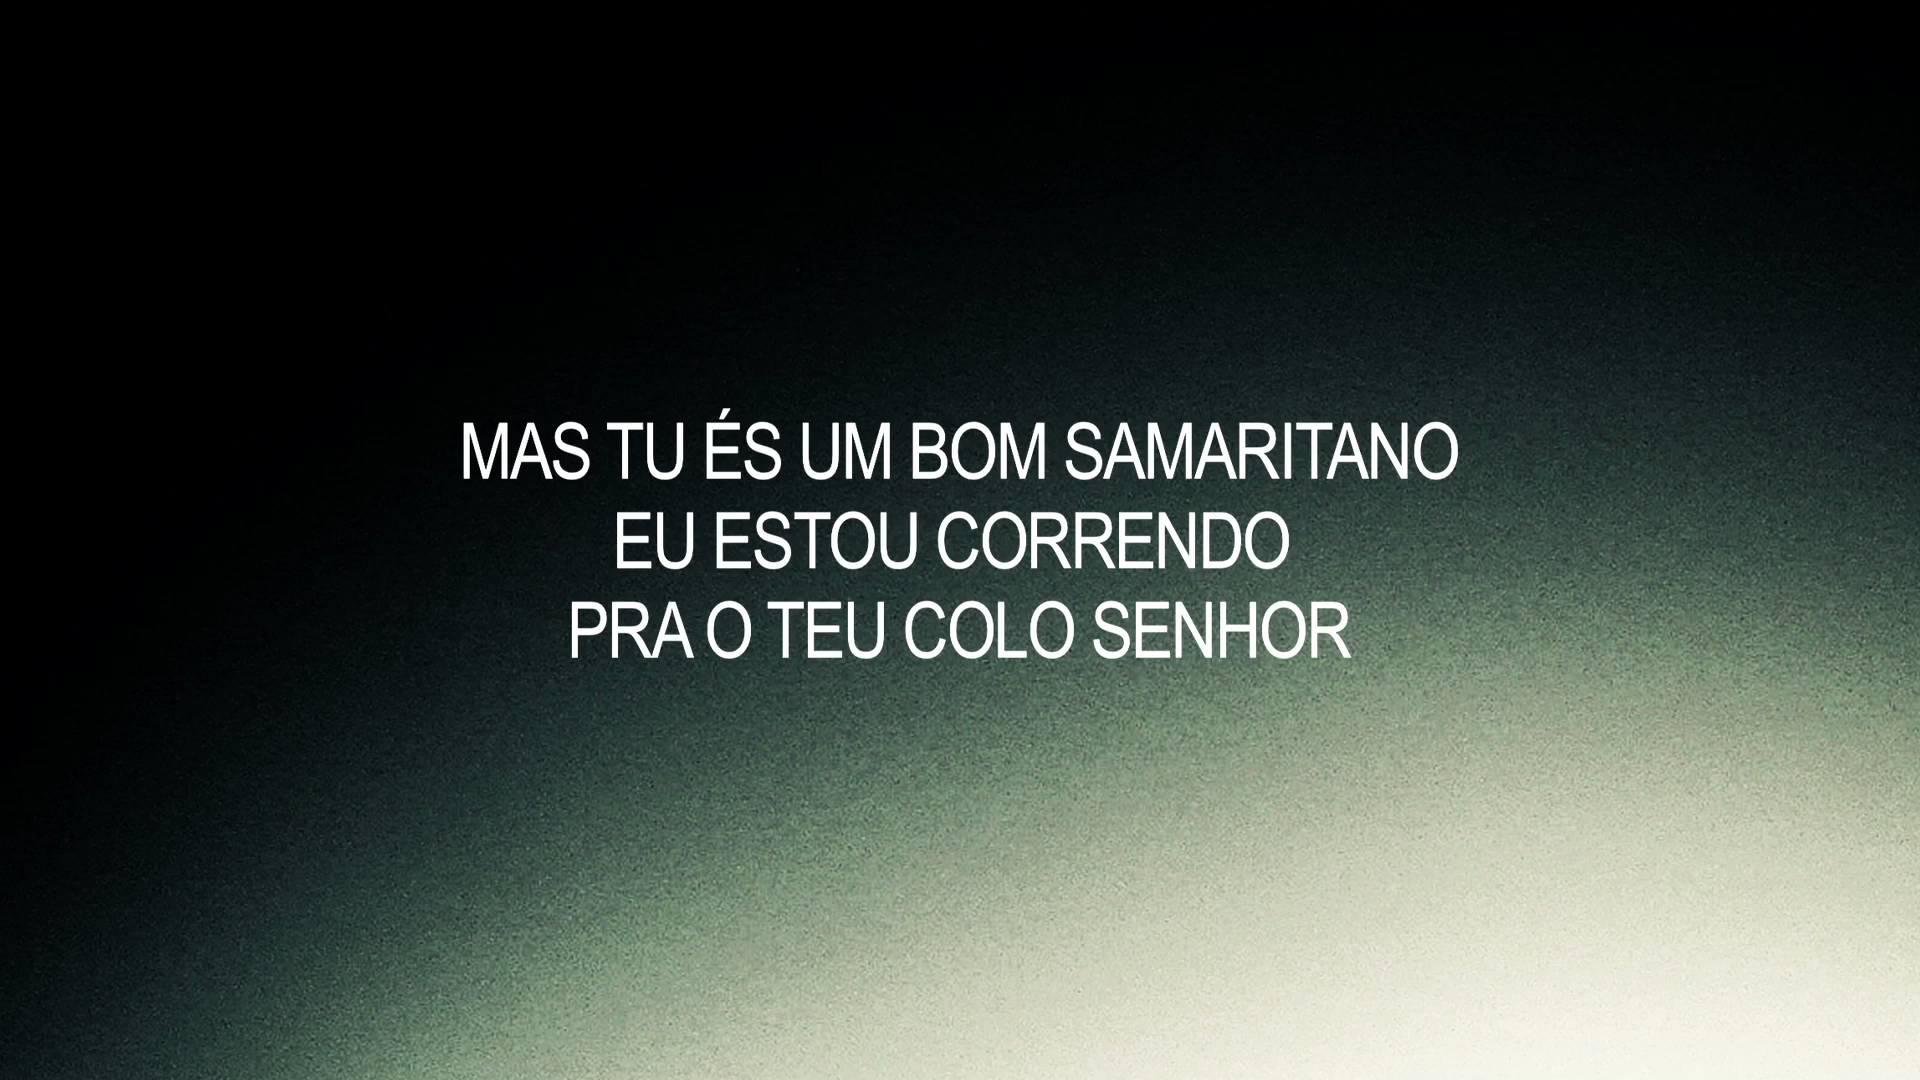 MAS TU ÉS UM BOM SAMARITANO
EU ESTOU CORRENDO
PRA O TEU COLO SENHOR